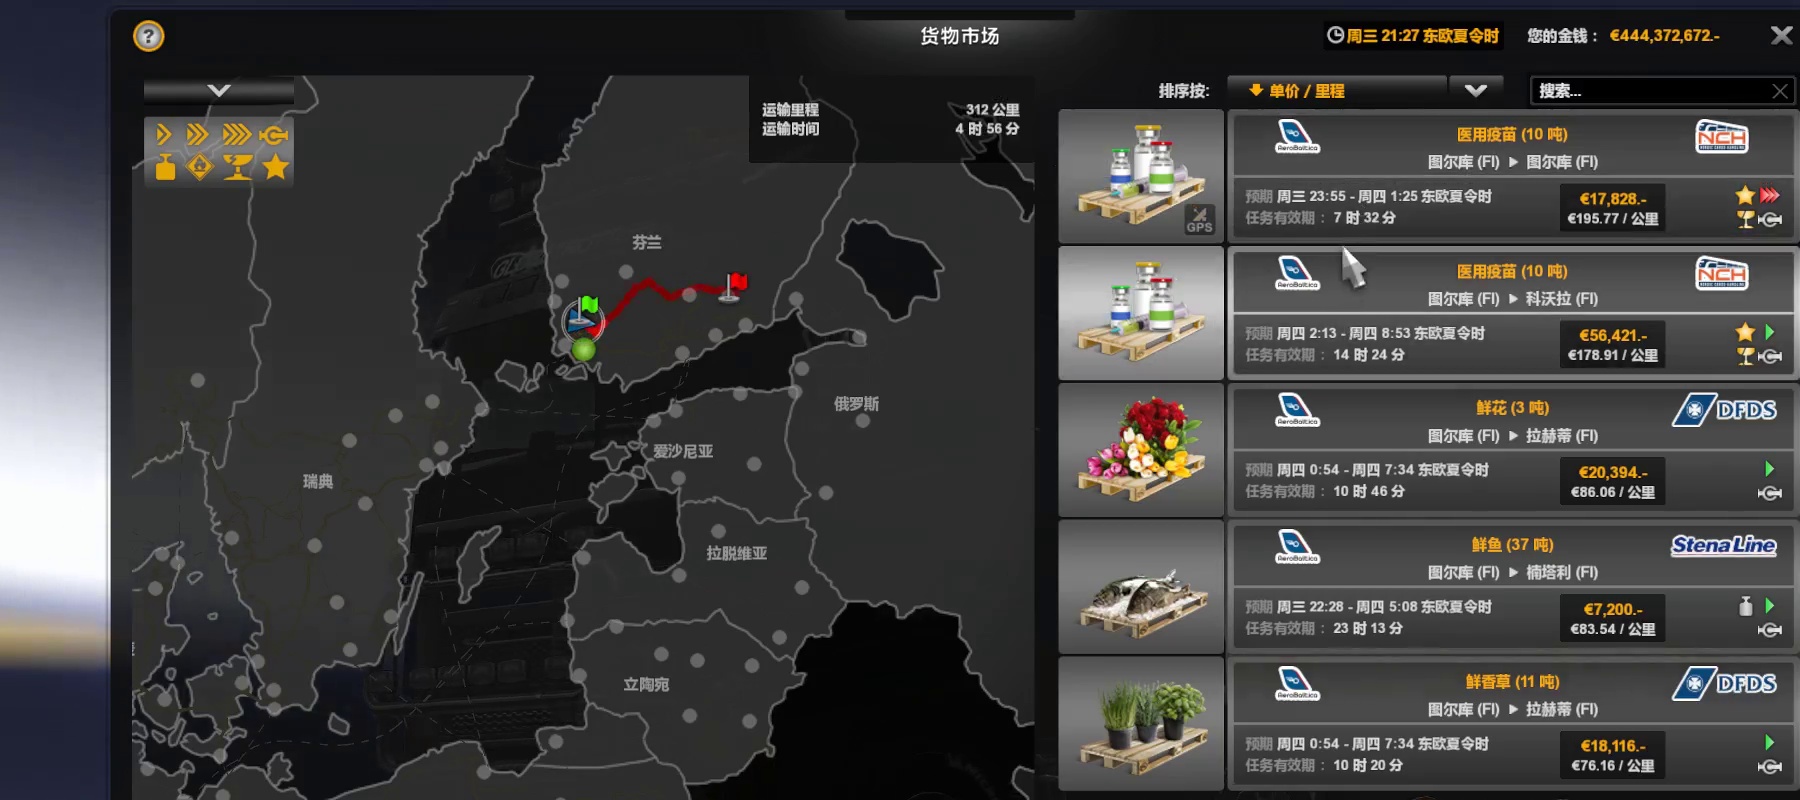 货物市场
周三 21:27 东欧夏令时
您的金钱： €444,372,672.-
运输里程 312 公里
运输时间 4 时 56 分
芬兰
俄罗斯
爱沙尼亚
瑞典
拉脱维亚
立陶宛
排序按:
单价 / 里程
搜索...
AeroBaltica
医用疫苗 (10 吨)
NCH
图尔库 (FI) ▶ 图尔库 (FI)
GPS
预期 周三 23:55 - 周四 1:25 东欧夏令时
任务有效期： 7 时 32 分
€17,828.-
€195.77 / 公里
AeroBaltica
医用疫苗 (10 吨)
NCH
图尔库 (FI) ▶ 科沃拉 (FI)
预期 周四 2:13 - 周四 8:53 东欧夏令时
任务有效期： 14 时 24 分
€56,421.-
€178.91 / 公里
AeroBaltica
鲜花 (3 吨)
DFDS
图尔库 (FI) ▶ 拉赫蒂 (FI)
预期 周四 0:54 - 周四 7:34 东欧夏令时
任务有效期： 10 时 46 分
€20,394.-
€86.06 / 公里
AeroBaltica
鲜鱼 (37 吨)
StenaLine
图尔库 (FI) ▶ 楠塔利 (FI)
预期 周三 22:28 - 周四 5:08 东欧夏令时
任务有效期： 23 时 13 分
€7,200.-
€83.54 / 公里
AeroBaltica
鲜香草 (11 吨)
DFDS
图尔库 (FI) ▶ 拉赫蒂 (FI)
预期 周四 0:54 - 周四 7:34 东欧夏令时
任务有效期： 10 时 20 分
€18,116.-
€76.16 / 公里